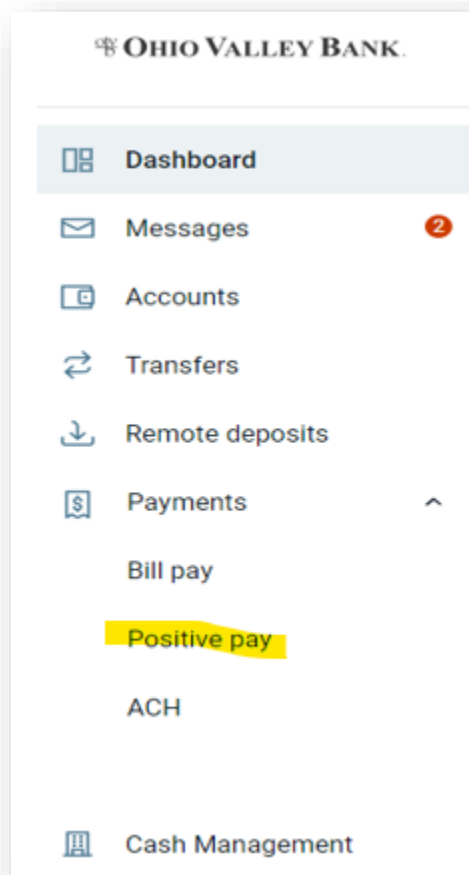 OHIO VALLEY BANK.
Dashboard
Messages 2
Accounts
Transfers
Remote deposits
Payments
Bill pay
Positive pay
ACH
Cash Management